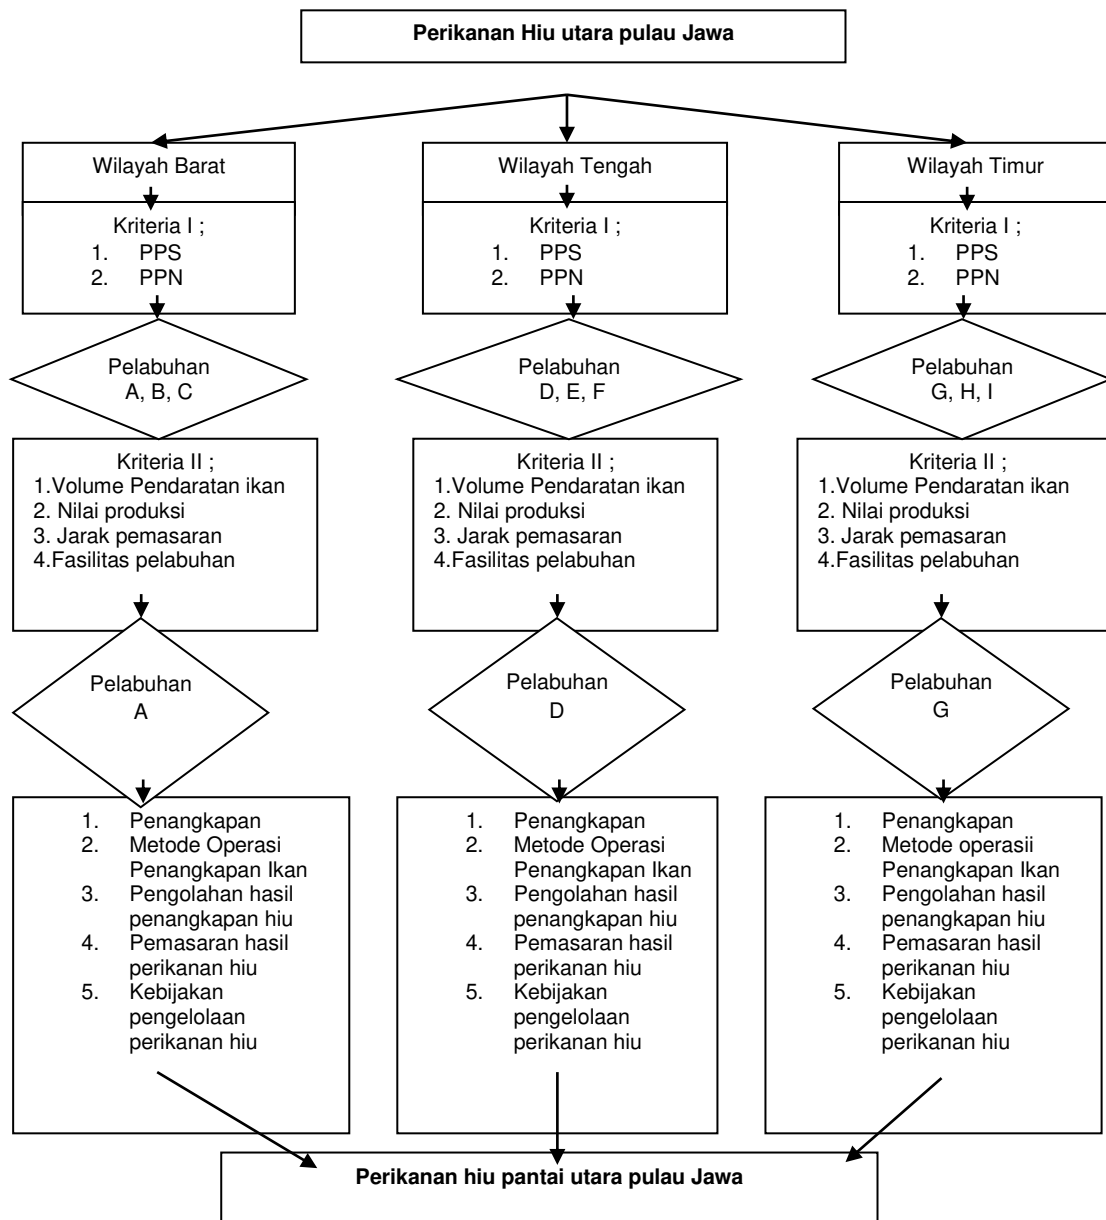 Perikanan Hiu utara pulau Jawa
Wilayah Barat
Kriteria I ;
1. PPS
2. PPN
Pelabuhan
A, B, C
Kriteria II ;
1.Volume Pendaratan ikan
2. Nilai produksi
3. Jarak pemasaran
4.Fasilitas pelabuhan
Pelabuhan
A
1. Penangkapan
2. Metode Operasi
Penangkapan Ikan
3. Pengolahan hasil
penangkapan hiu
4. Pemasaran hasil
perikanan hiu
5. Kebijakan
pengelolaan
perikanan hiu
Wilayah Tengah
Kriteria I ;
1. PPS
2. PPN
Pelabuhan
D, E, F
Kriteria II ;
1.Volume Pendaratan ikan
2. Nilai produksi
3. Jarak pemasaran
4.Fasilitas pelabuhan
Pelabuhan
D
1. Penangkapan
2. Metode Operasi
Penangkapan Ikan
3. Pengolahan hasil
penangkapan hiu
4. Pemasaran hasil
perikanan hiu
5. Kebijakan
pengelolaan
perikanan hiu
Wilayah Timur
Kriteria I ;
1. PPS
2. PPN
Pelabuhan
G, H, I
Kriteria II ;
1.Volume Pendaratan ikan
2. Nilai produksi
3. Jarak pemasaran
4.Fasilitas pelabuhan
Pelabuhan
G
1. Penangkapan
2. Metode operasii
Penangkapan Ikan
3. Pengolahan hasil
penangkapan hiu
4. Pemasaran hasil
perikanan hiu
5. Kebijakan
pengelolaan
perikanan hiu
Perikanan hiu pantai utara pulau Jawa